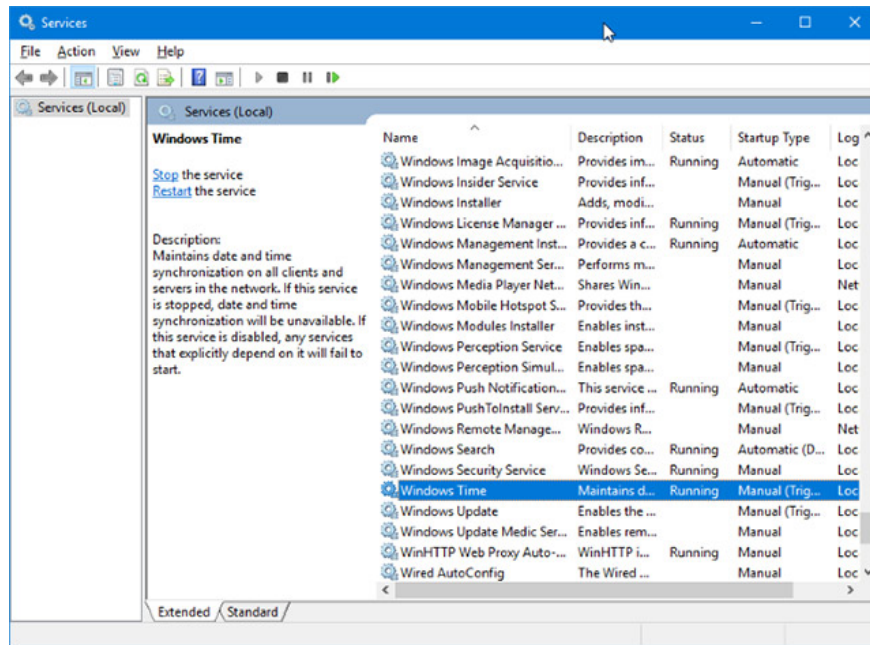 Services
File Action View Help
Services (Local)
Services (Local)
Windows Time
Stop the service
Restart the service
Description:
Maintains date and time
synchronization on all clients and
servers in the network. If this service
is stopped, date and time
synchronization will be unavailable. If
this service is disabled, any services
that explicitly depend on it will fail to
start.
Name Description Status Startup Type Log
Windows Image Acquisitio... Provides im... Running Automatic Loc
Windows Insider Service Provides inf... Manual (Trig... Loc
Windows Installer Adds, modi... Manual Loc
Windows License Manager ... Provides inf... Running Manual (Trig... Loc
Windows Management Inst... Provides a c... Running Automatic Loc
Windows Management Ser... Performs m... Manual Loc
Windows Media Player Net... Shares Win... Manual Net
Windows Mobile Hotspot S... Provides th... Manual (Trig... Loc
Windows Modules Installer Enables inst... Manual Loc
Windows Perception Service Enables spa... Manual (Trig... Loc
Windows Perception Simul... Enables spa... Manual Loc
Windows Push Notification... This service ... Running Automatic Loc
Windows PushToInstall Serv... Provides inf... Manual (Trig... Loc
Windows Remote Manage... Windows R... Manual Net
Windows Search Provides co... Running Automatic (D... Loc
Windows Security Service Windows Se... Running Manual Loc
Windows Time Maintains d... Running Manual (Trig... Loc
Windows Update Enables the ... Manual (Trig... Loc
Windows Update Medic Ser... Enables rem... Manual Loc
WinHTTP Web Proxy Auto-... WinHTTP i... Running Manual Loc
Wired AutoConfig The Wired ... Manual Loc
Extended Standard